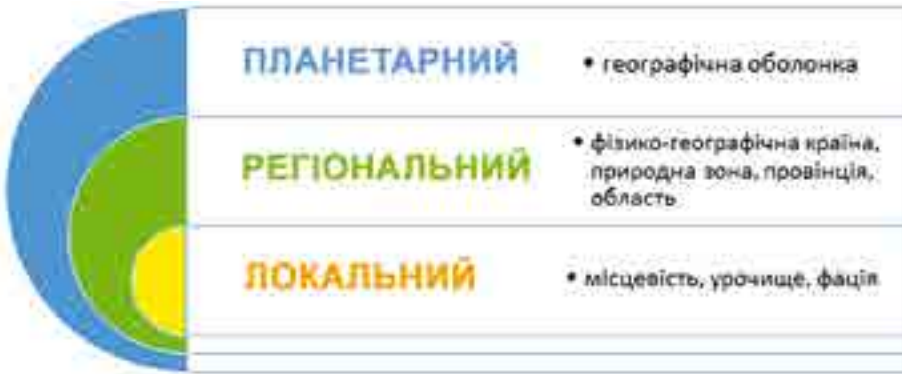 ПЛАНЕТАРНИЙ
• географічна оболонка
РЕГІОНАЛЬНИЙ
• фізико-географічна країна,
природна зона, провінція,
область
ЛОКАЛЬНИЙ
• місцевість, урочище, фація